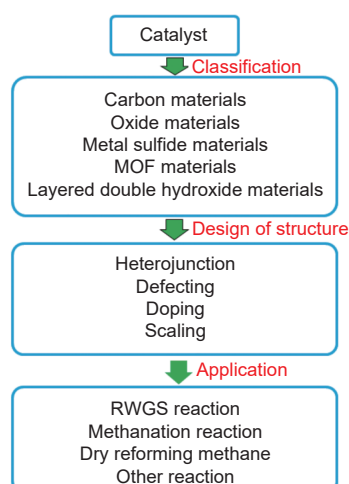 Catalyst
Classification
Carbon materials
Oxide materials
Metal sulfide materials
MOF materials
Layered double hydroxide materials
Design of structure
Heterojunction
Defecting
Doping
Scaling
Application
RWGS reaction
Methanation reaction
Dry reforming methane
Other reaction